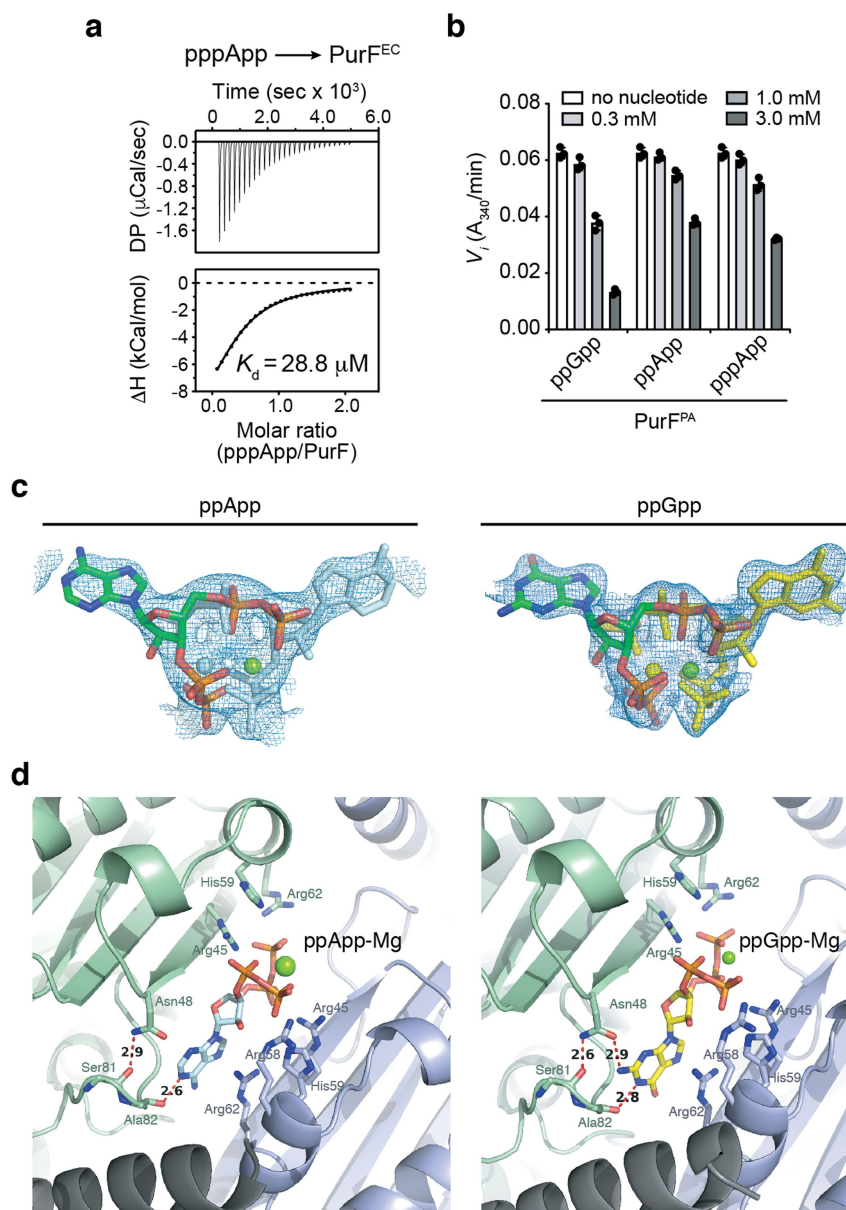 a
pppApp → PurF^EC
Time (sec x 10³)
0 2.0 4.0 6.0
DP (μCal/sec)
0.0
-0.4
-0.8
-1.2
-1.6
ΔH (kCal/mol)
0
-2
-4
-6
-8
K_d = 28.8 μM
0.0 1.0 2.0
Molar ratio
(pppApp/PurF)
b
no nucleotide
0.3 mM
1.0 mM
3.0 mM
V_i (A_340/min)
0.08
0.06
0.04
0.02
0.00
ppGpp
ppApp
pppApp
PurF^PA
c
ppApp
ppGpp
d
His59
Arg62
Arg45
ppApp-Mg
Asn48
Arg45
2.9
Ser81
Arg58
2.6
His59
Ala82
Arg62
His59
Arg62
Arg45
ppGpp-Mg
Asn48
Arg45
2.6
2.9
Ser81
Arg58
2.8
His59
Ala82
Arg62